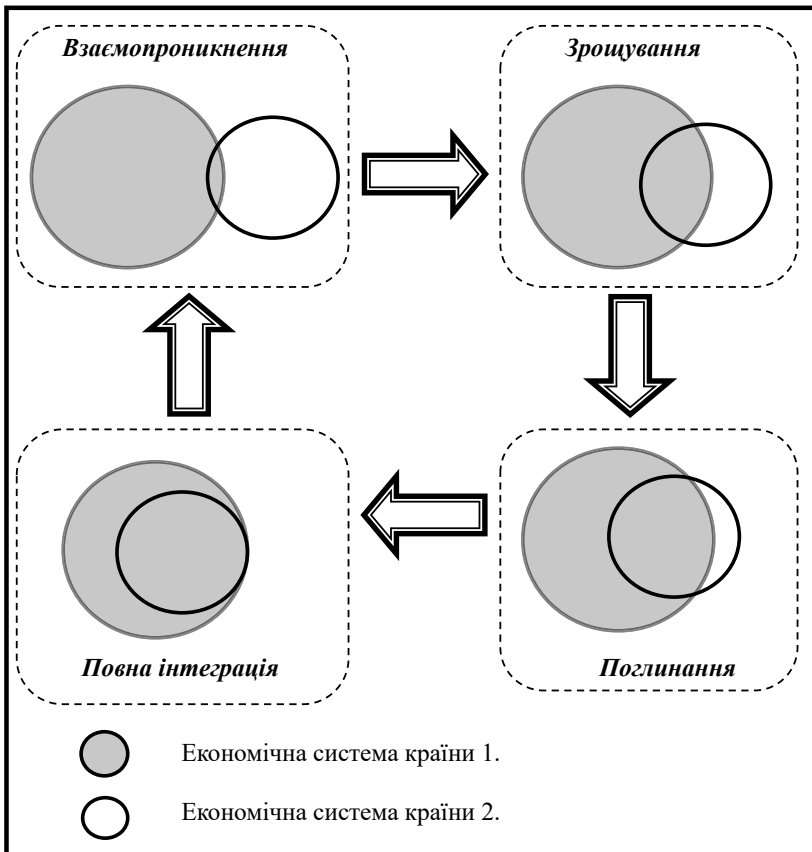 Взаємопроникнення
Зрощування
Повна інтеграція
Поглинання
Економічна система країни 1.
Економічна система країни 2.